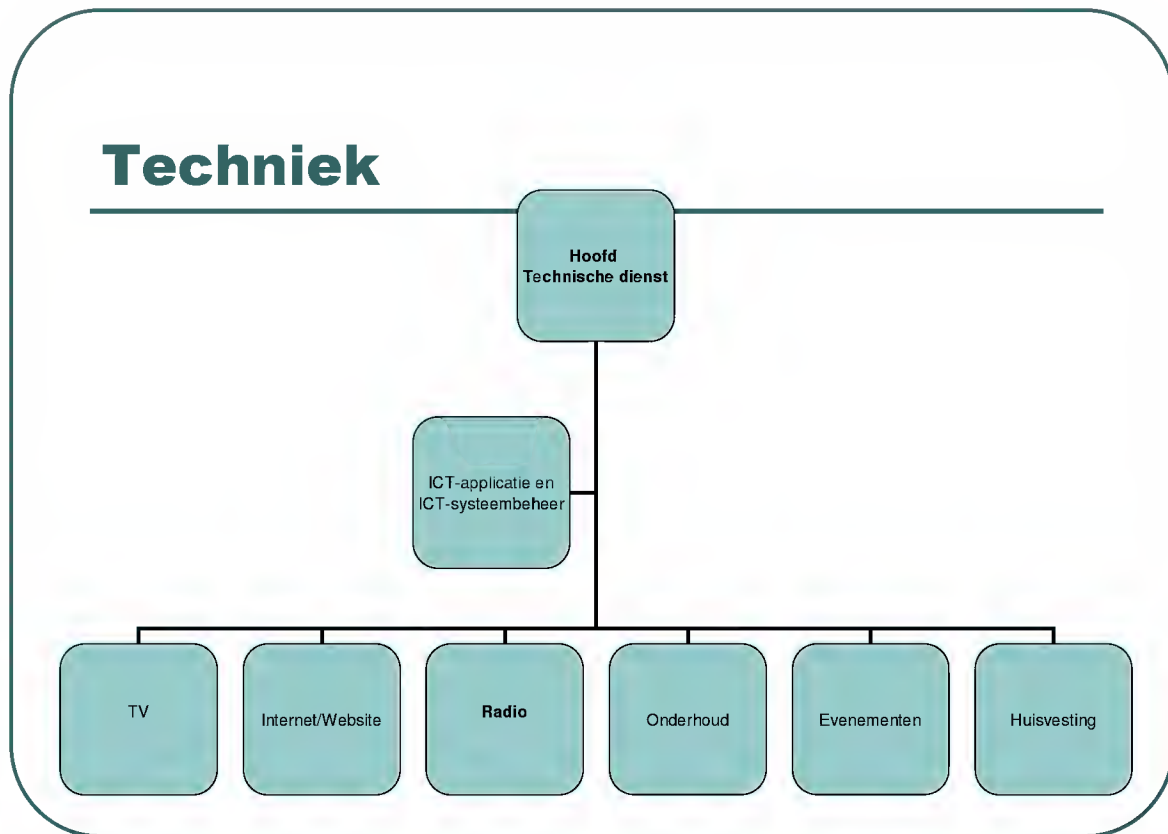 Techniek
Hoofd
Technische dienst
ICT-applicatie en
ICT-systeembeheer
TV
Internet/Website
Radio
Onderhoud
Evenementen
Huisvesting